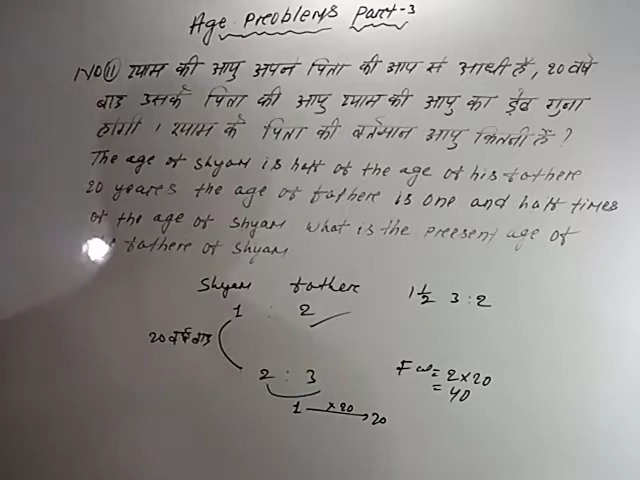 Age Preoblems Part-3
No 11 श्याम की आयु अपने पिता की आयु से आधी है, 20 वर्ष
बाद उसके पिता की आयु श्याम की आयु का डेढ़ गुना
होगी। श्याम के पिता की वर्तमान आयु कितनी है?
The age of Shyam is half of the age of his fathere
20 yeares the age of fathere is one and half times
of the age of Shyam What is the preesent age of
fathere of Shyam
Shyam fathere
1 : 2
1 1/2 3:2
20 वर्ष बाद
2 : 3
1 ×20 20
F = 2×20
= 40